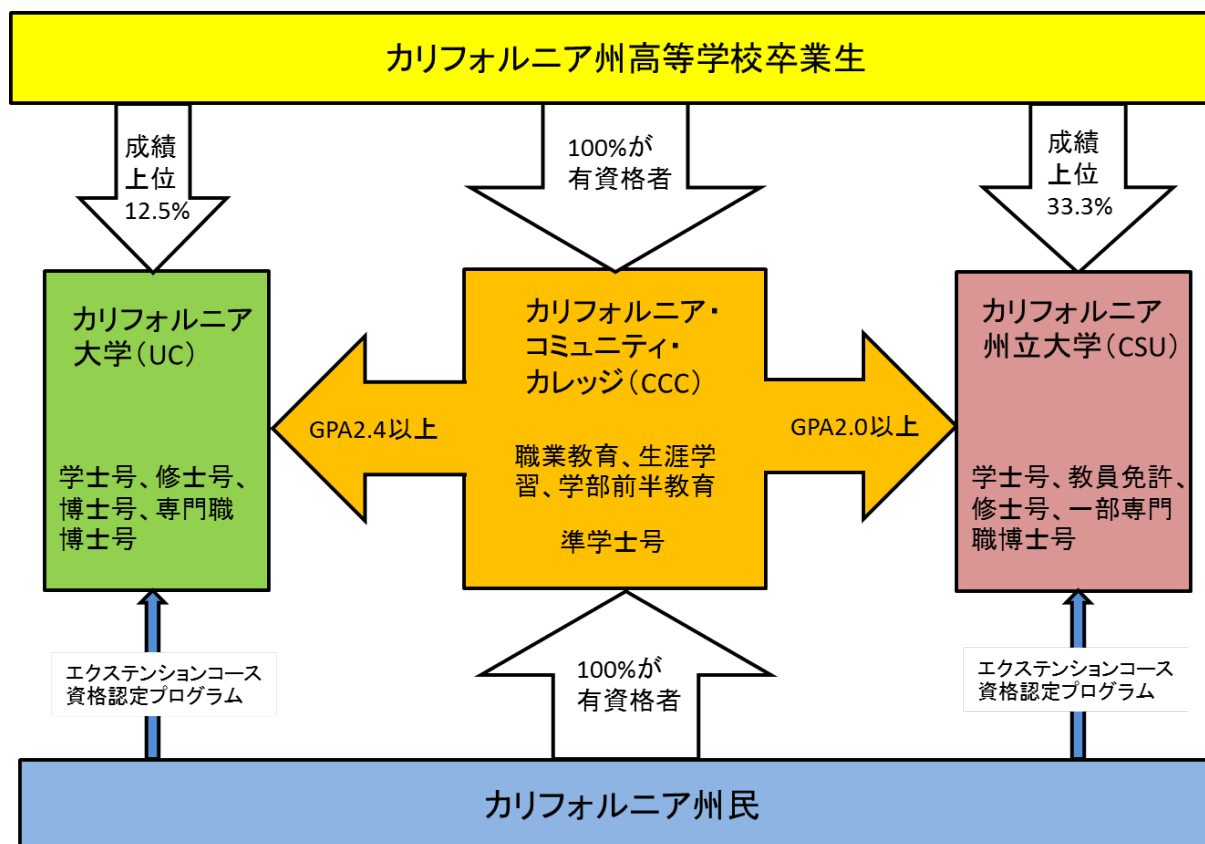 カリフォルニア州高等学校卒業生
成績
上位
12.5%
100%が
有資格者
成績
上位
33.3%
カリフォルニア
大学(UC)
学士号、修士号、
博士号、専門職
博士号
GPA2.4以上
カリフォルニア・
コミュニティ・
カレッジ(CCC)
職業教育、生涯学
習、学部前半教育
準学士号
GPA2.0以上
カリフォルニア
州立大学(CSU)
学士号、教員免許、
修士号、一部専門
職博士号
エクステンションコース
資格認定プログラム
100%が
有資格者
エクステンションコース
資格認定プログラム
カリフォルニア州民